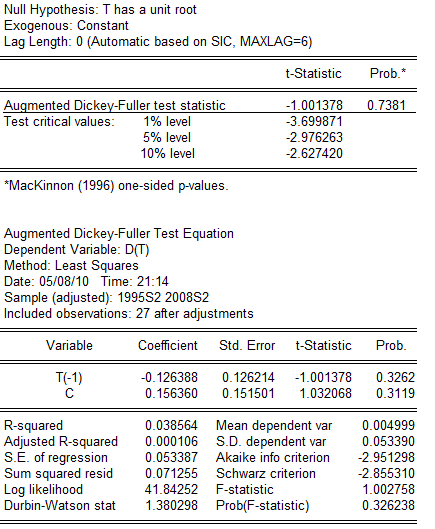 Null Hypothesis: T has a unit root
Exogenous: Constant
Lag Length: 0 (Automatic based on SIC, MAXLAG=6)
t-Statistic Prob.*
Augmented Dickey-Fuller test statistic -1.001378 0.7381
Test critical values: 1% level -3.699871
5% level -2.976263
10% level -2.627420
*MacKinnon (1996) one-sided p-values.
Augmented Dickey-Fuller Test Equation
Dependent Variable: D(T)
Method: Least Squares
Date: 05/08/10 Time: 21:14
Sample (adjusted): 1995S2 2008S2
Included observations: 27 after adjustments
Variable Coefficient Std. Error t-Statistic Prob.
T(-1) -0.126388 0.126214 -1.001378 0.3262
C 0.156360 0.151501 1.032068 0.3119
R-squared 0.038564 Mean dependent var 0.004999
Adjusted R-squared 0.000106 S.D. dependent var 0.053390
S.E. of regression 0.053387 Akaike info criterion -2.951298
Sum squared resid 0.071255 Schwarz criterion -2.855310
Log likelihood 41.84252 F-statistic 1.002758
Durbin-Watson stat 1.380298 Prob(F-statistic) 0.326238